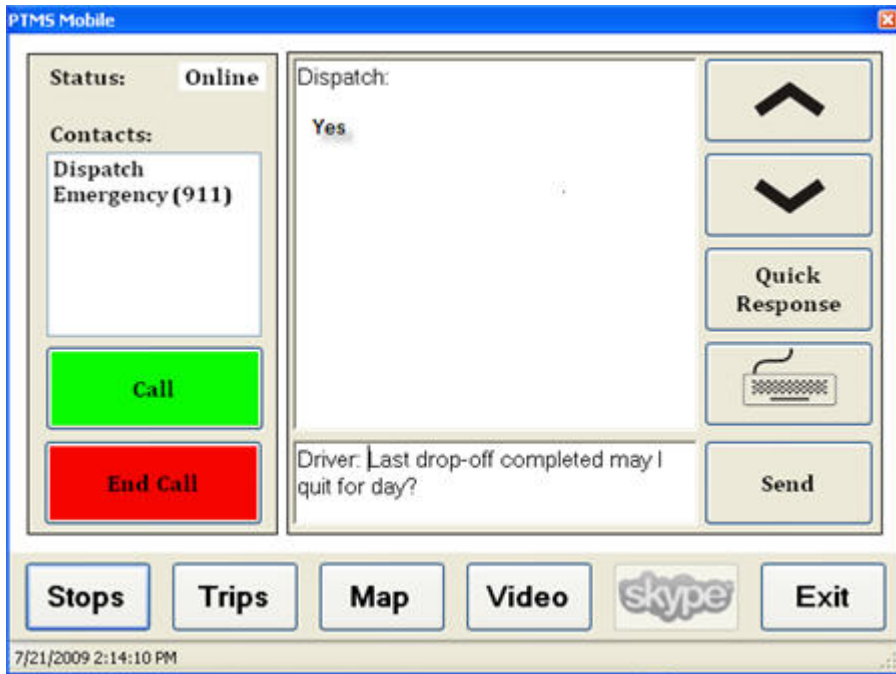 PTMS Mobile
Status: Online
Contacts:
Dispatch
Emergency (911)
Call
End Call
Dispatch:
Yes
Driver: Last drop-off completed may I
quit for day?
Quick
Response
Send
Stops Trips Map Video skype Exit
7/21/2009 2:14:10 PM